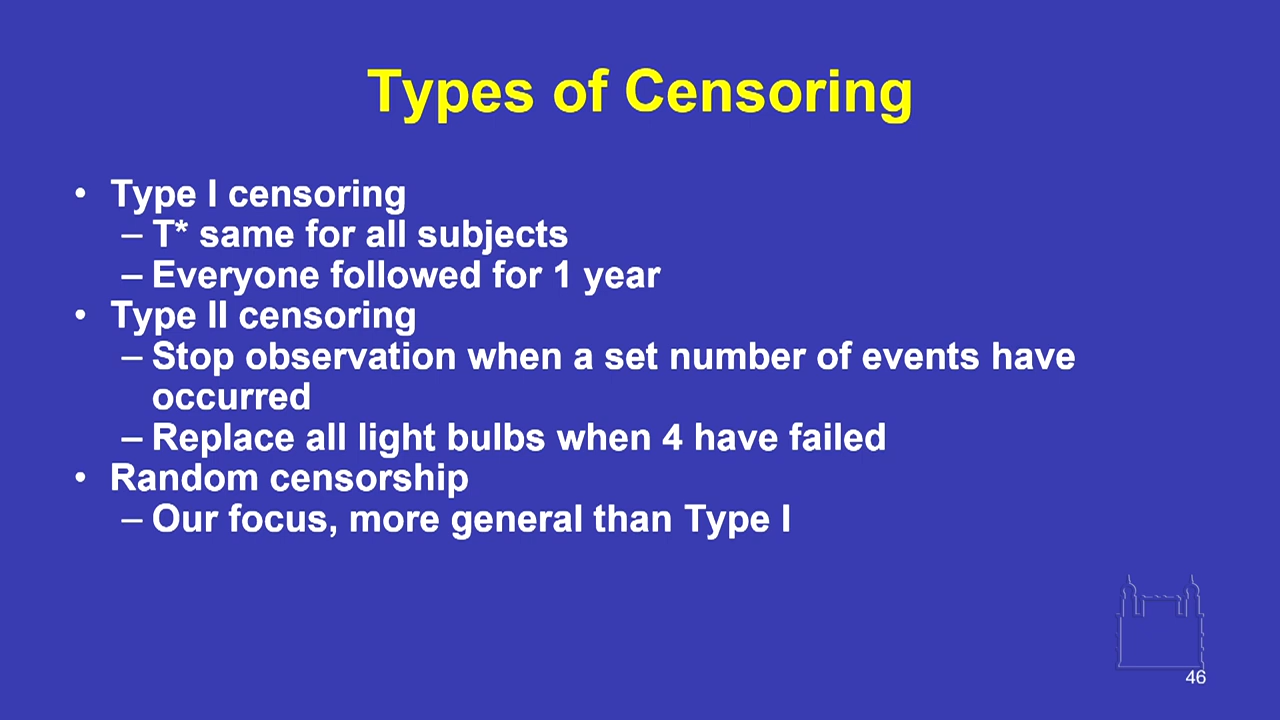 Types of Censoring
• Type I censoring
– T* same for all subjects
– Everyone followed for 1 year
• Type II censoring
– Stop observation when a set number of events have
occurred
– Replace all light bulbs when 4 have failed
• Random censorship
– Our focus, more general than Type I
46